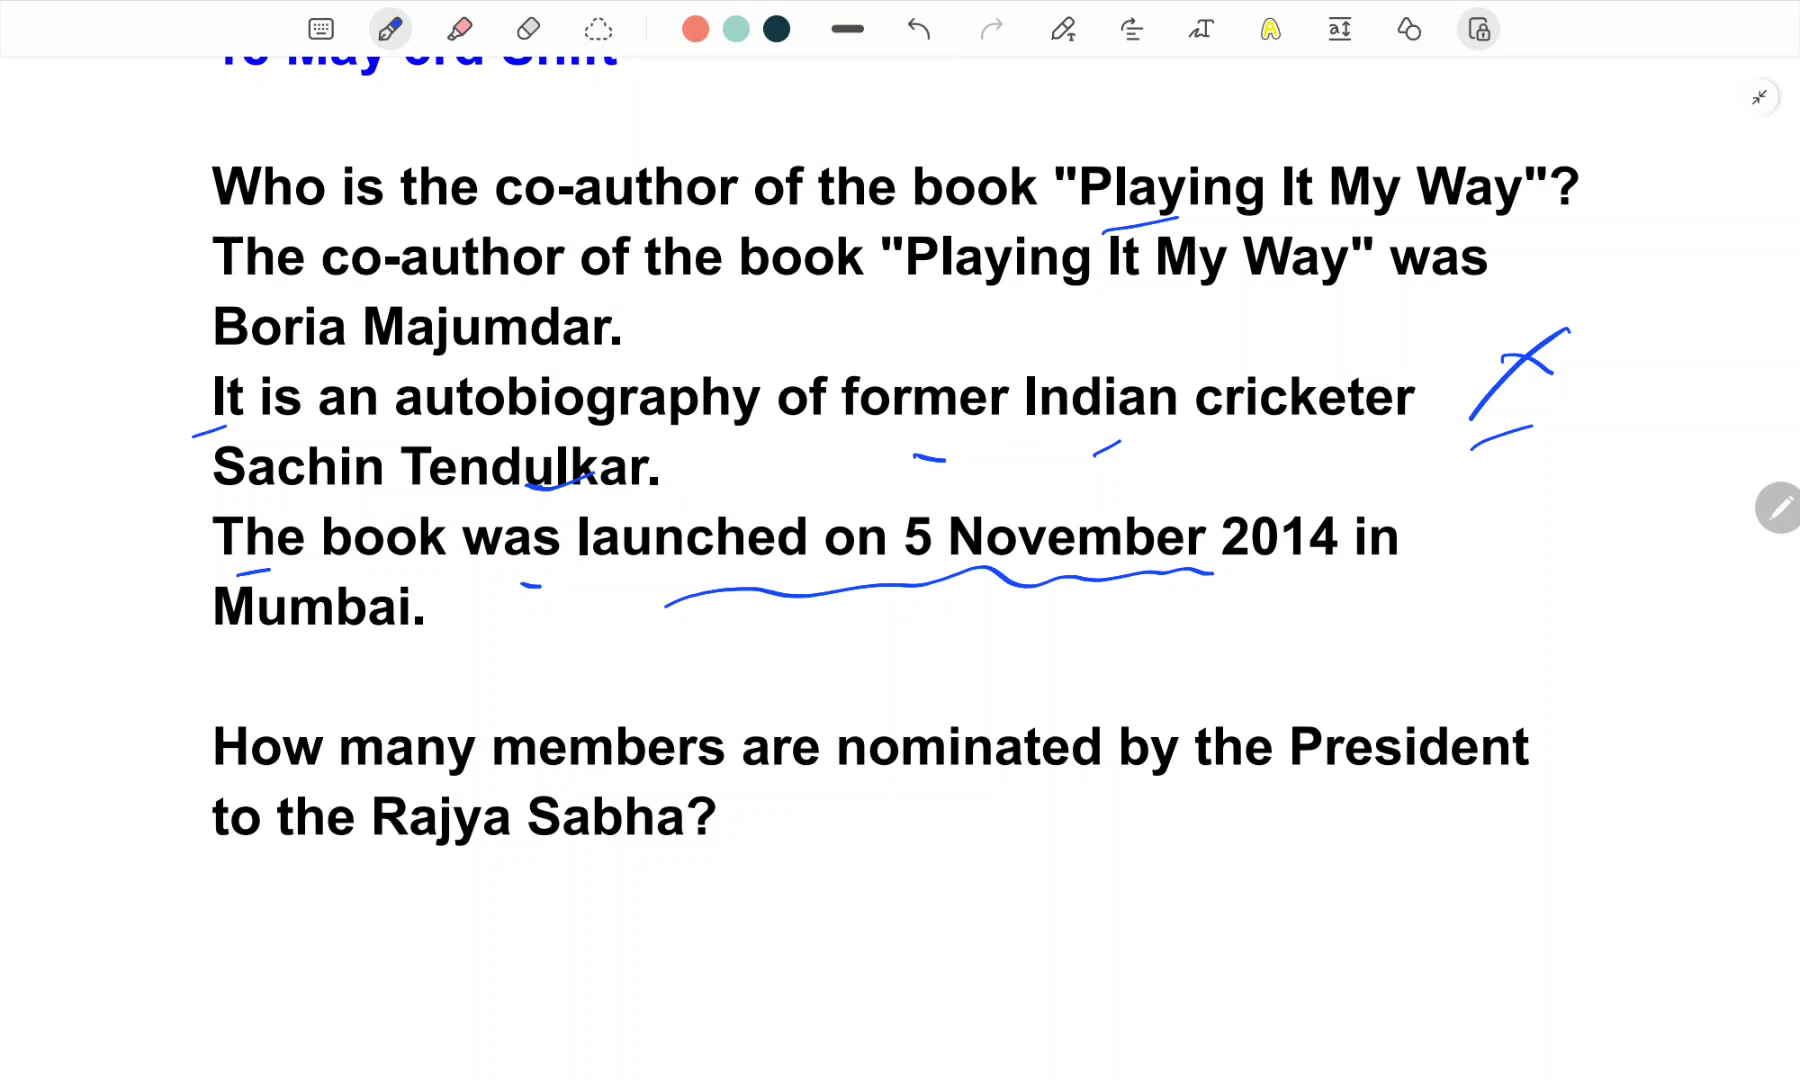 May 3rd Shift
Who is the co-author of the book "Playing It My Way"?
The co-author of the book "Playing It My Way" was
Boria Majumdar.
It is an autobiography of former Indian cricketer
Sachin Tendulkar.
The book was launched on 5 November 2014 in
Mumbai.
How many members are nominated by the President
to the Rajya Sabha?